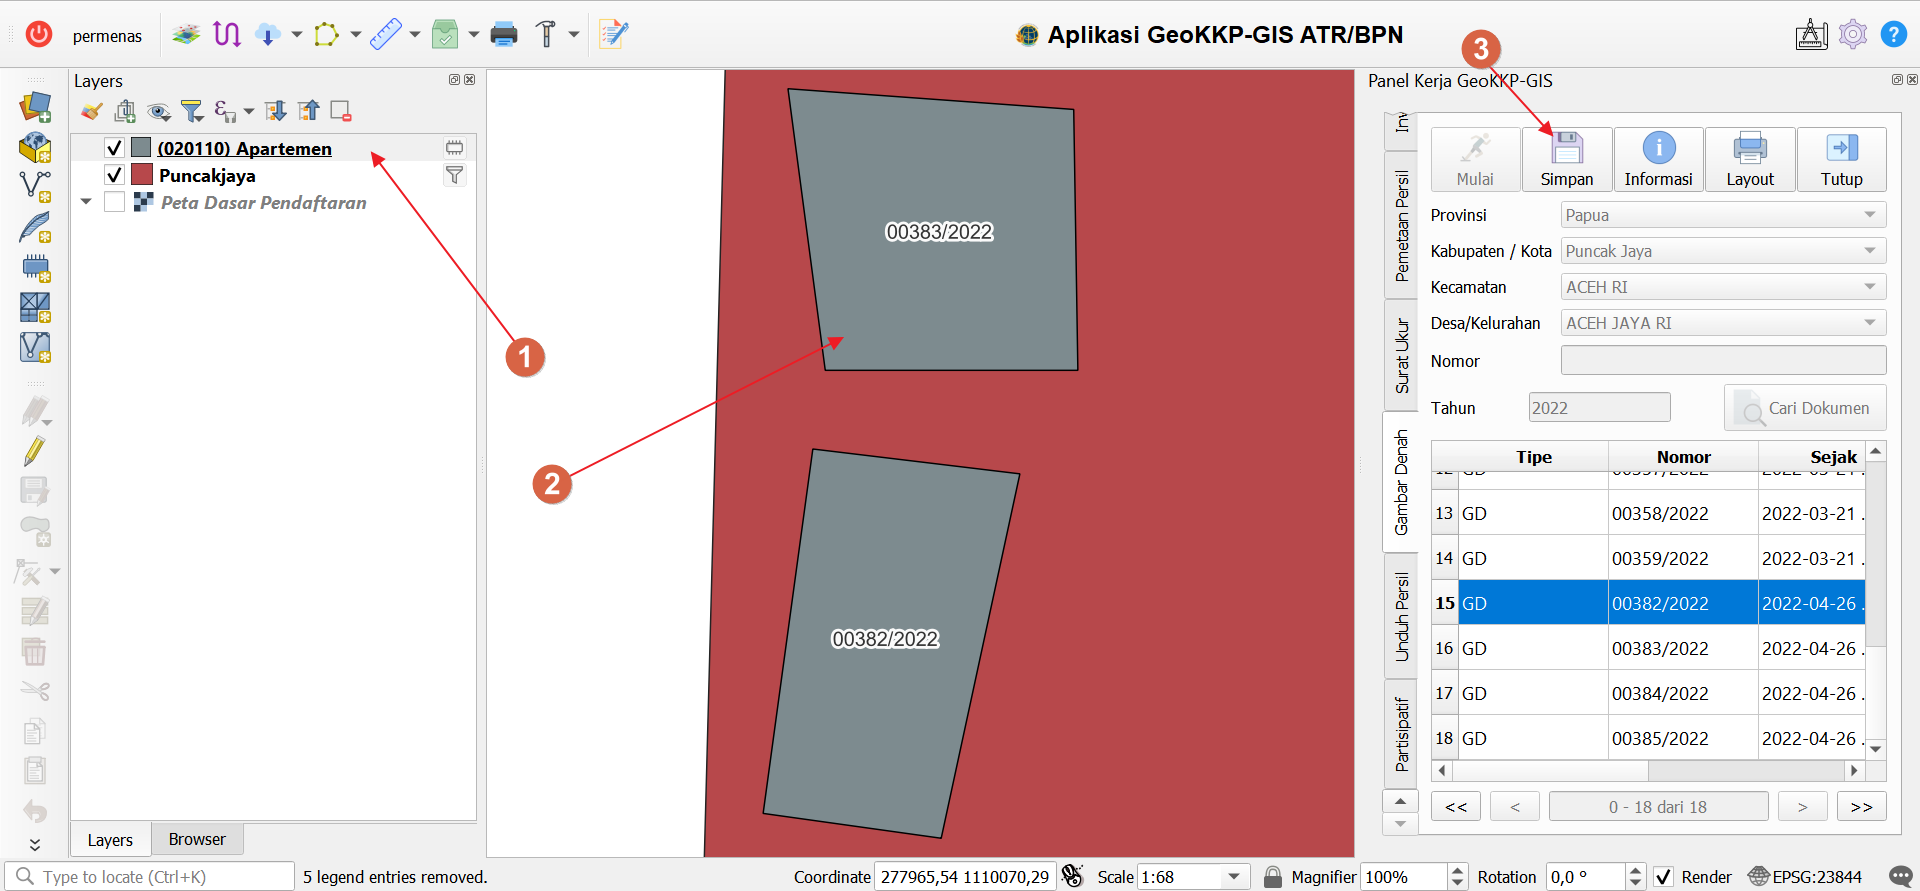 permenas
Aplikasi GeoKKP-GIS ATR/BPN
?
3
Layers
Panel Kerja GeoKKP-GIS
(020110) Apartemen
Puncakjaya
Peta Dasar Pendaftaran
1
2
00383/2022
00382/2022
Pemetaan Persil
Surat Ukur
Gambar Denah
Unduh Persil
Partisipatif
Mulai
Simpan
Informasi
Layout
Tutup
Provinsi
Papua
Kabupaten / Kota
Puncak Jaya
Kecamatan
ACEH RI
Desa/Kelurahan
ACEH JAYA RI
Nomor
Tahun
2022
Cari Dokumen
Tipe Nomor Sejak
13 GD 00358/2022 2022-03-21 .
14 GD 00359/2022 2022-03-21 .
15 GD 00382/2022 2022-04-26 .
16 GD 00383/2022 2022-04-26 .
17 GD 00384/2022 2022-04-26 .
18 GD 00385/2022 2022-04-26 .
<< < 0 - 18 dari 18 > >>
Layers Browser
Type to locate (Ctrl+K)
5 legend entries removed.
Coordinate 277965,54 1110070,29
Scale 1:68
Magnifier 100%
Rotation 0,0 °
Render
EPSG:23844